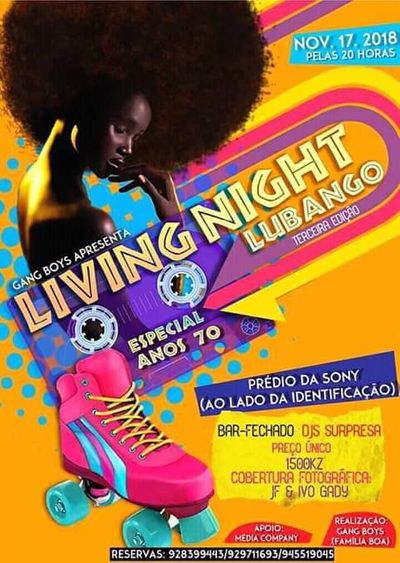 NOV. 17. 2018
PELAS 20 HORAS
GANG BOYS APRESENTA
LIVING NIGHT
LUBANGO
TERCEIRA EDIÇÃO
ESPECIAL
ANOS 70
PRÉDIO DA SONY
(AO LADO DA IDENTIFICAÇÃO)
BAR-FECHADO DJS SURPRESA
PREÇO ÚNICO
1500KZ
COBERTURA FOTOGRÁFICA:
JF & IVO GADY
APOIO:
MEDIA COMPANY
REALIZAÇÃO:
GANG BOYS
(FAMÍLIA BOA)
RESERVAS: 928399443/929711693/945519045